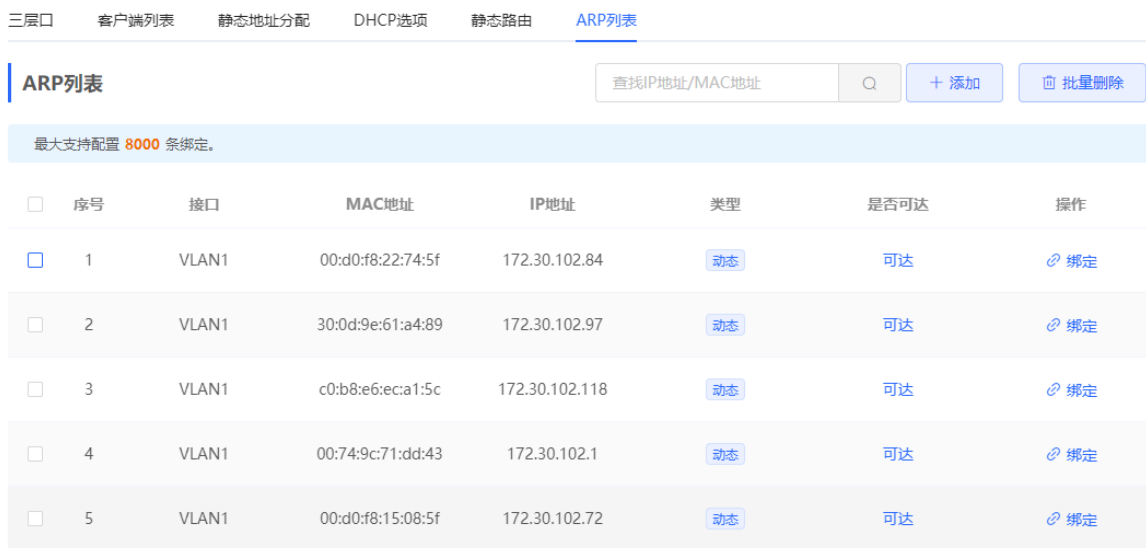 三层口 客户端列表 静态地址分配 DHCP选项 静态路由 ARP列表
ARP列表 查找IP地址/MAC地址 添加 批量删除
最大支持配置 8000 条绑定。
序号 接口 MAC地址 IP地址 类型 是否可达 操作
1 VLAN1 00:d0:f8:22:74:5f 172.30.102.84 动态 可达 绑定
2 VLAN1 30:0d:9e:61:a4:89 172.30.102.97 动态 可达 绑定
3 VLAN1 c0:b8:e6:ec:a1:5c 172.30.102.118 动态 可达 绑定
4 VLAN1 00:74:9c:71:dd:43 172.30.102.1 动态 可达 绑定
5 VLAN1 00:d0:f8:15:08:5f 172.30.102.72 动态 可达 绑定